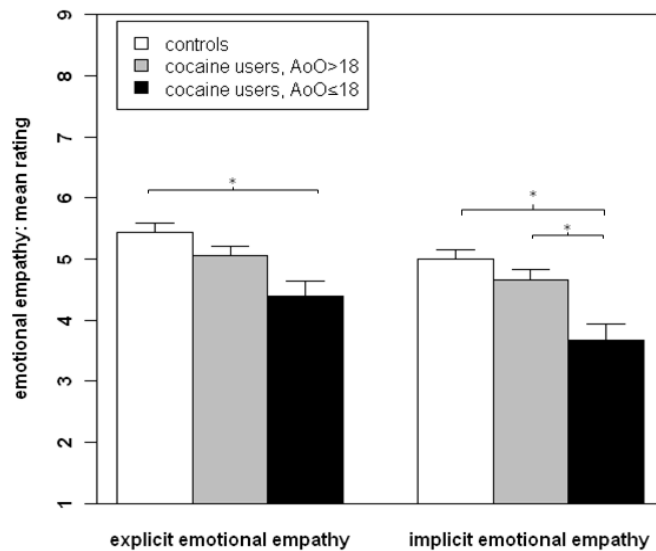 controls
cocaine users, AoO>18
cocaine users, AoO≤18
emotional empathy: mean rating
9
8
7
6
5
4
3
2
1
*
*
*
explicit emotional empathy
implicit emotional empathy